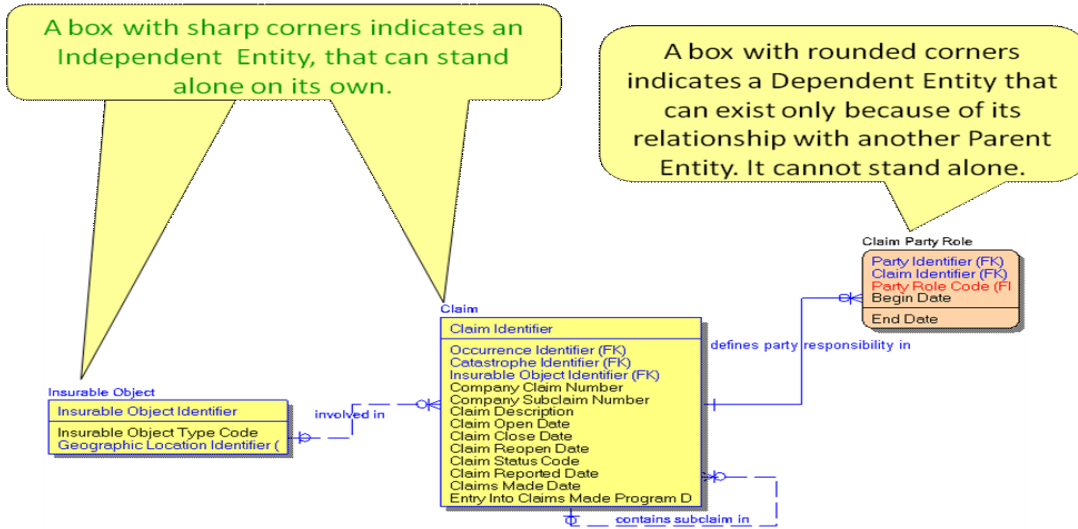 A box with sharp corners indicates an
Independent Entity, that can stand
alone on its own.
A box with rounded corners
indicates a Dependent Entity that
can exist only because of its
relationship with another Parent
Entity. It cannot stand alone.
Claim Party Role
Party Identifier (FK)
Claim Identifier (FK)
Party Role Code (Fl
Begin Date
End Date
Claim
Claim Identifier
Occurrence Identifier (FK)
Catastrophe Identifier (FK)
Insurable Object Identifier (FK)
Company Claim Number
Company Subclaim Number
Claim Description
Claim Open Date
Claim Close Date
Claim Reopen Date
Claim Status Code
Claim Reported Date
Claims Made Date
Entry Into Claims Made Program D
defines party responsibility in
Insurable Object
Insurable Object Identifier
Insurable Object Type Code
Geographic Location Identifier (
involved in
contains subclaim in